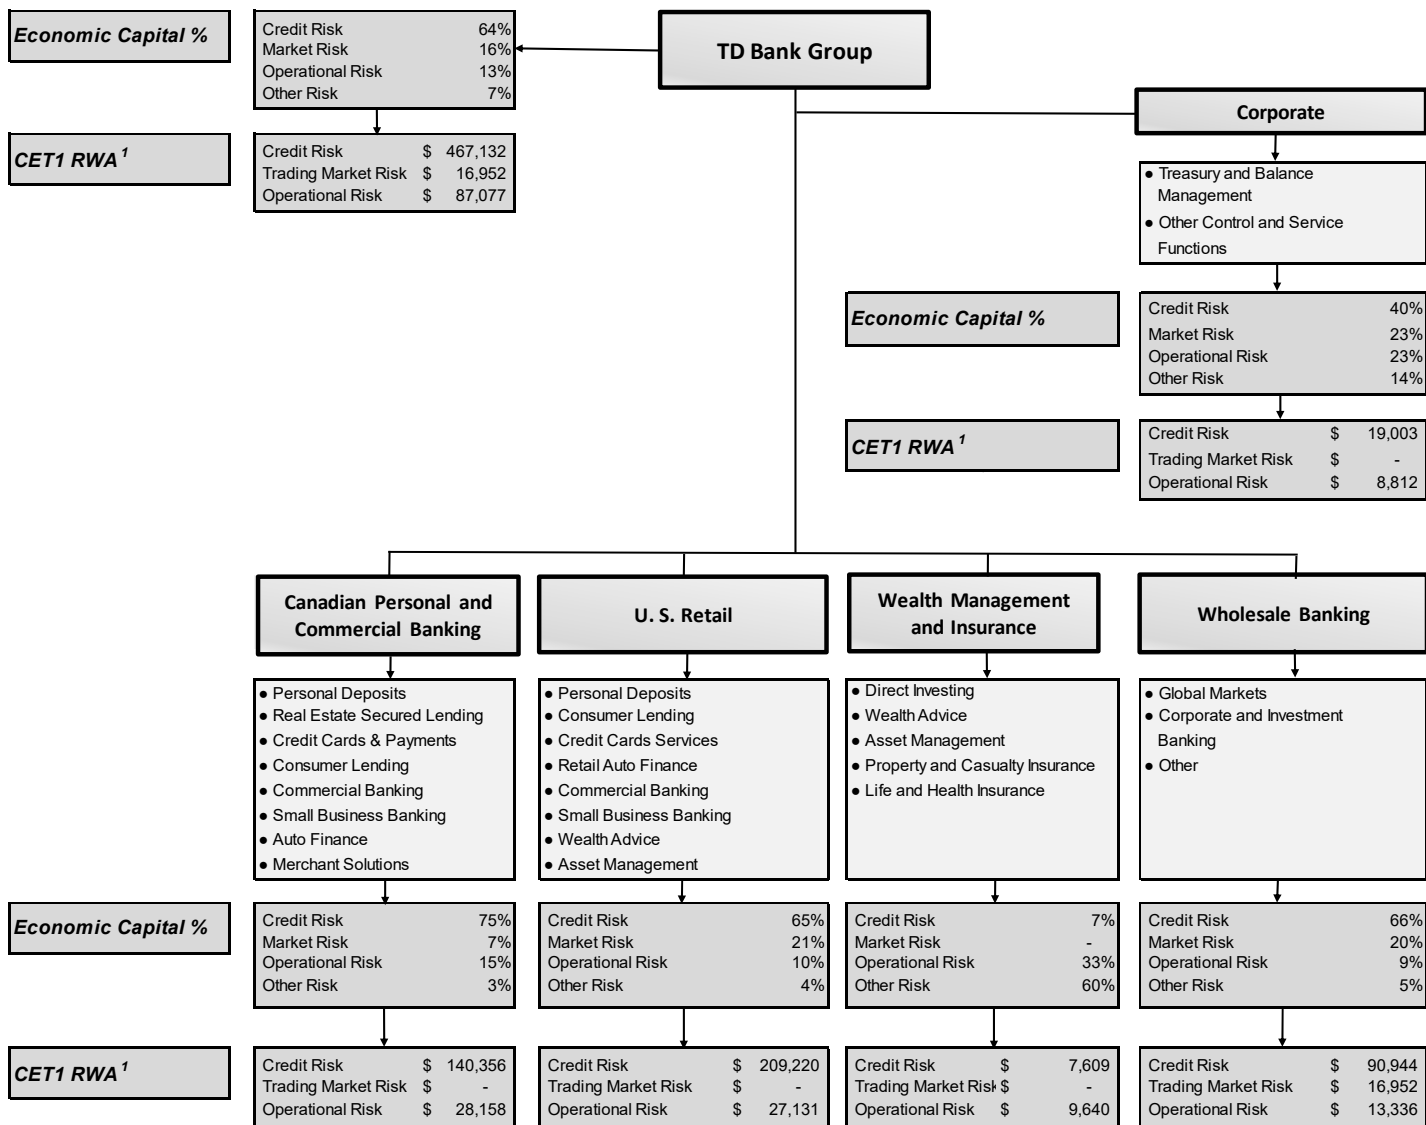 TD Bank Group
Economic Capital %
Credit Risk 64%
Market Risk 16%
Operational Risk 13%
Other Risk 7%
CET1 RWA 1
Credit Risk $ 467,132
Trading Market Risk $ 16,952
Operational Risk $ 87,077
Corporate
● Treasury and Balance
Management
● Other Control and Service
Functions
Economic Capital %
Credit Risk 40%
Market Risk 23%
Operational Risk 23%
Other Risk 14%
CET1 RWA 1
Credit Risk $ 19,003
Trading Market Risk $ -
Operational Risk $ 8,812
Canadian Personal and
Commercial Banking
U. S. Retail
Wealth Management
and Insurance
Wholesale Banking
● Personal Deposits
● Real Estate Secured Lending
● Credit Cards & Payments
● Consumer Lending
● Commercial Banking
● Small Business Banking
● Auto Finance
● Merchant Solutions
● Personal Deposits
● Consumer Lending
● Credit Cards Services
● Retail Auto Finance
● Commercial Banking
● Small Business Banking
● Wealth Advice
● Asset Management
● Direct Investing
● Wealth Advice
● Asset Management
● Property and Casualty Insurance
● Life and Health Insurance
● Global Markets
● Corporate and Investment
Banking
● Other
Economic Capital %
Credit Risk 75%
Market Risk 7%
Operational Risk 15%
Other Risk 3%
Credit Risk 65%
Market Risk 21%
Operational Risk 10%
Other Risk 4%
Credit Risk 7%
Market Risk -
Operational Risk 33%
Other Risk 60%
Credit Risk 66%
Market Risk 20%
Operational Risk 9%
Other Risk 5%
CET1 RWA 1
Credit Risk $ 140,356
Trading Market Risk $ -
Operational Risk $ 28,158
Credit Risk $ 209,220
Trading Market Risk $ -
Operational Risk $ 27,131
Credit Risk $ 7,609
Trading Market Risk $ -
Operational Risk $ 9,640
Credit Risk $ 90,944
Trading Market Risk $ 16,952
Operational Risk $ 13,336